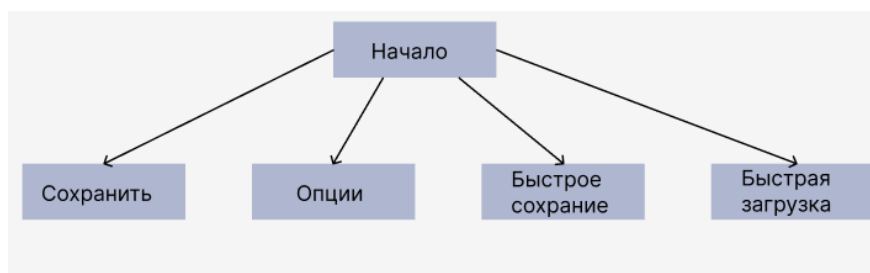 Начало
Сохранить
Опции
Быстрое
сохрание
Быстрая
загрузка